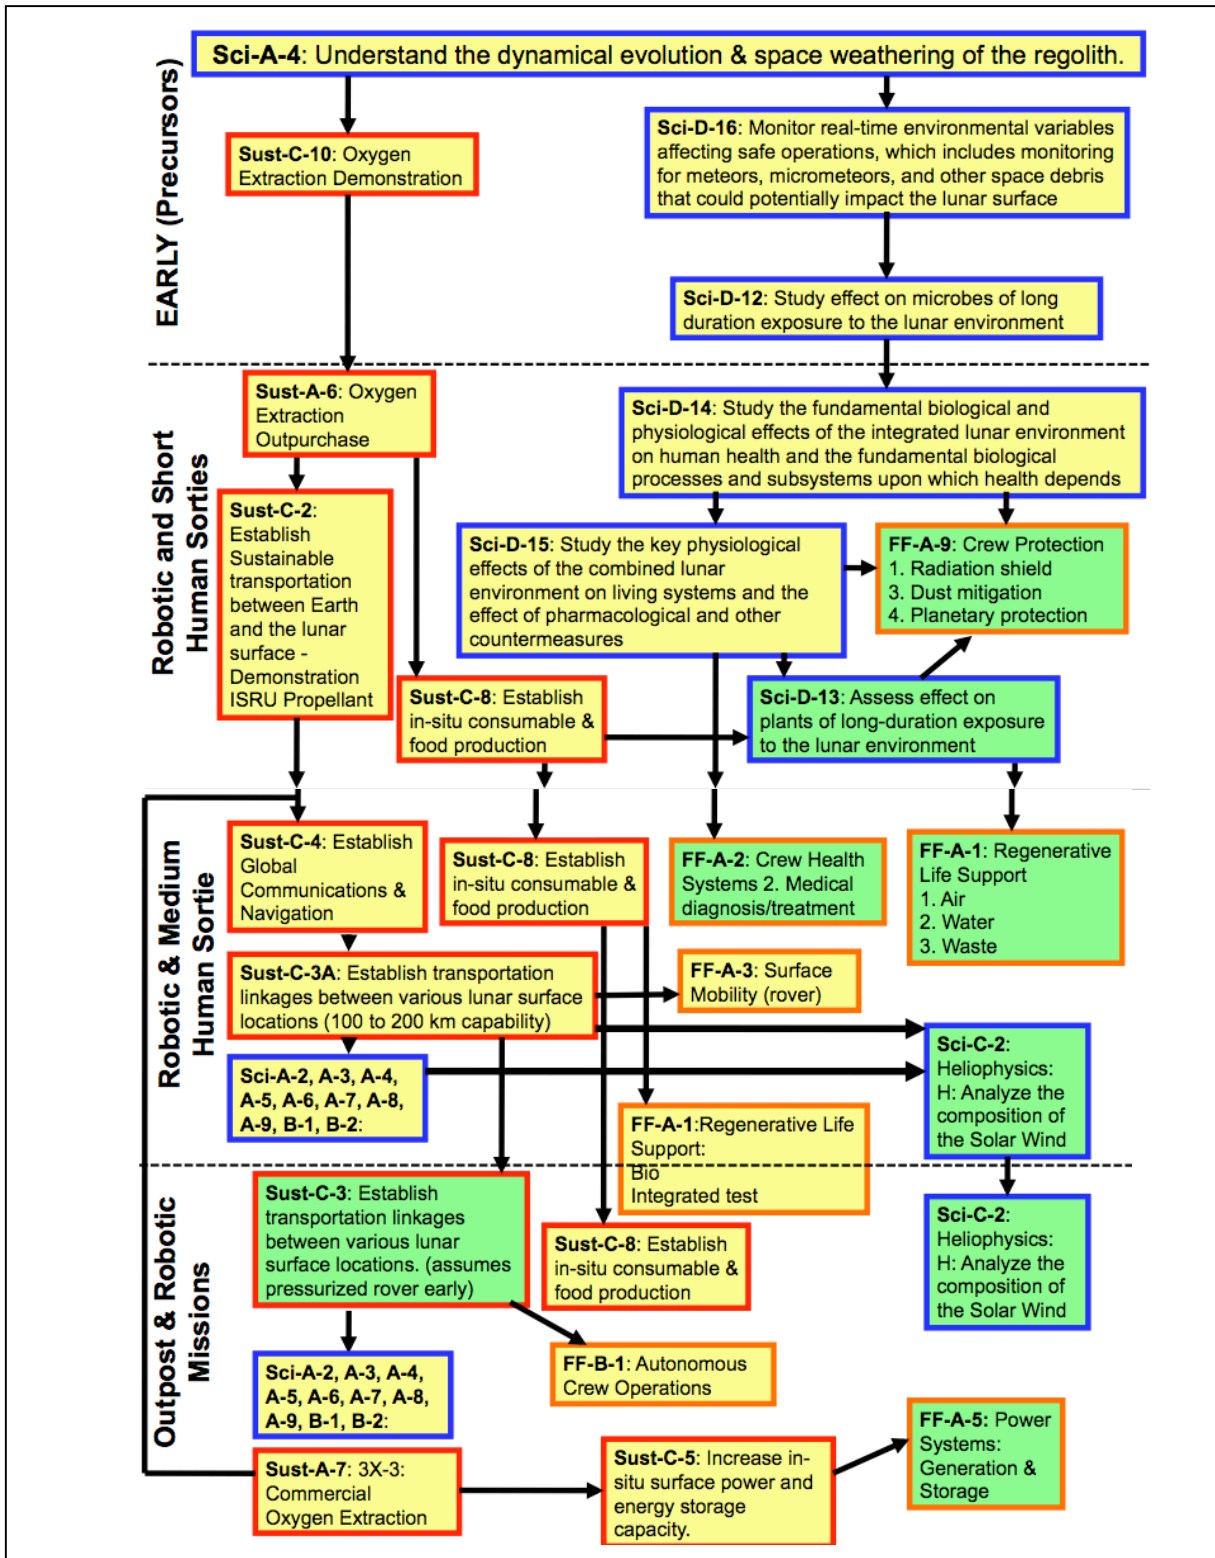 Sci-A-4: Understand the dynamical evolution & space weathering of the regolith.
EARLY (Precursors)
Sust-C-10: Oxygen
Extraction Demonstration
Sci-D-16: Monitor real-time environmental variables
affecting safe operations, which includes monitoring
for meteors, micrometeors, and other space debris
that could potentially impact the lunar surface
Sci-D-12: Study effect on microbes of long
duration exposure to the lunar environment
Robotic and Short
Human Sorties
Sust-A-6: Oxygen
Extraction
Outpurchase
Sci-D-14: Study the fundamental biological and
physiological effects of the integrated lunar environment
on human health and the fundamental biological
processes and subsystems upon which health depends
Sust-C-2:
Establish
Sustainable
transportation
between Earth
and the lunar
surface -
Demonstration
ISRU Propellant
Sci-D-15: Study the key physiological
effects of the combined lunar
environment on living systems and the
effect of pharmacological and other
countermeasures
FF-A-9: Crew Protection
1. Radiation shield
3. Dust mitigation
4. Planetary protection
Sust-C-8: Establish
in-situ consumable &
food production
Sci-D-13: Assess effect on
plants of long-duration exposure
to the lunar environment
Robotic & Medium
Human Sortie
Sust-C-4: Establish
Global
Communications &
Navigation
Sust-C-8: Establish
in-situ consumable &
food production
FF-A-2: Crew Health
Systems 2. Medical
diagnosis/treatment
FF-A-1: Regenerative
Life Support
1. Air
2. Water
3. Waste
Sust-C-3A: Establish transportation
linkages between various lunar surface
locations (100 to 200 km capability)
FF-A-3: Surface
Mobility (rover)
Sci-A-2, A-3, A-4,
A-5, A-6, A-7, A-8,
A-9, B-1, B-2:
Sci-C-2:
Heliophysics:
H: Analyze the
composition of
the Solar Wind
FF-A-1:Regenerative Life
Support:
Bio
Integrated test
Outpost & Robotic
Missions
Sust-C-3: Establish
transportation linkages
between various lunar
surface locations. (assumes
pressurized rover early)
Sust-C-8: Establish
in-situ consumable &
food production
Sci-C-2:
Heliophysics:
H: Analyze the
composition of
the Solar Wind
Sci-A-2, A-3, A-4,
A-5, A-6, A-7, A-8,
A-9, B-1, B-2:
FF-B-1: Autonomous
Crew Operations
Sust-A-7: 3X-3:
Commercial
Oxygen Extraction
Sust-C-5: Increase in-
situ surface power and
energy storage
capacity.
FF-A-5: Power
Systems:
Generation &
Storage